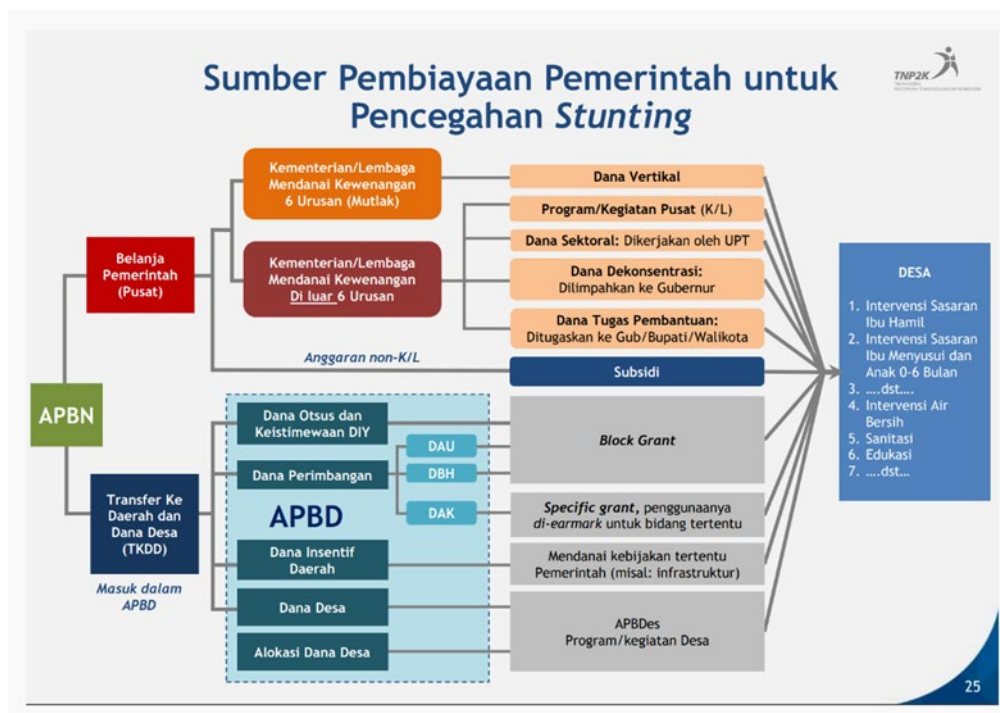 Sumber Pembiayaan Pemerintah untuk
Pencegahan Stunting
TNP2K
Kementerian/Lembaga
Mendanai Kewenangan
6 Urusan (Mutlak)
Dana Vertikal
Program/Kegiatan Pusat (K/L)
Belanja
Pemerintah
(Pusat)
Kementerian/Lembaga
Mendanai Kewenangan
Di luar 6 Urusan
Dana Sektoral: Dikerjakan oleh UPT
Dana Dekonsentrasi:
Dilimpahkan ke Gubernur
Dana Tugas Pembantuan:
Ditugaskan ke Gub/Bupati/Walikota
Anggaran non-K/L
Subsidi
DESA
1. Intervensi Sasaran
Ibu Hamil
2. Intervensi Sasaran
Ibu Menyusui dan
Anak 0-6 Bulan
3. ....dst....
4. Intervensi Air
Bersih
5. Sanitasi
6. Edukasi
7. ....dst...
APBN
Transfer Ke
Daerah dan
Dana Desa
(TKDD)
Masuk dalam
APBD
Dana Otsus dan
Keistimewaan DIY
Dana Perimbangan
DAU
DBH
DAK
APBD
Dana Insentif
Daerah
Dana Desa
Alokasi Dana Desa
Block Grant
Specific grant, penggunaanya
di-earmark untuk bidang tertentu
Mendanai kebijakan tertentu
Pemerintah (misal: infrastruktur)
APBDes
Program/kegiatan Desa
25